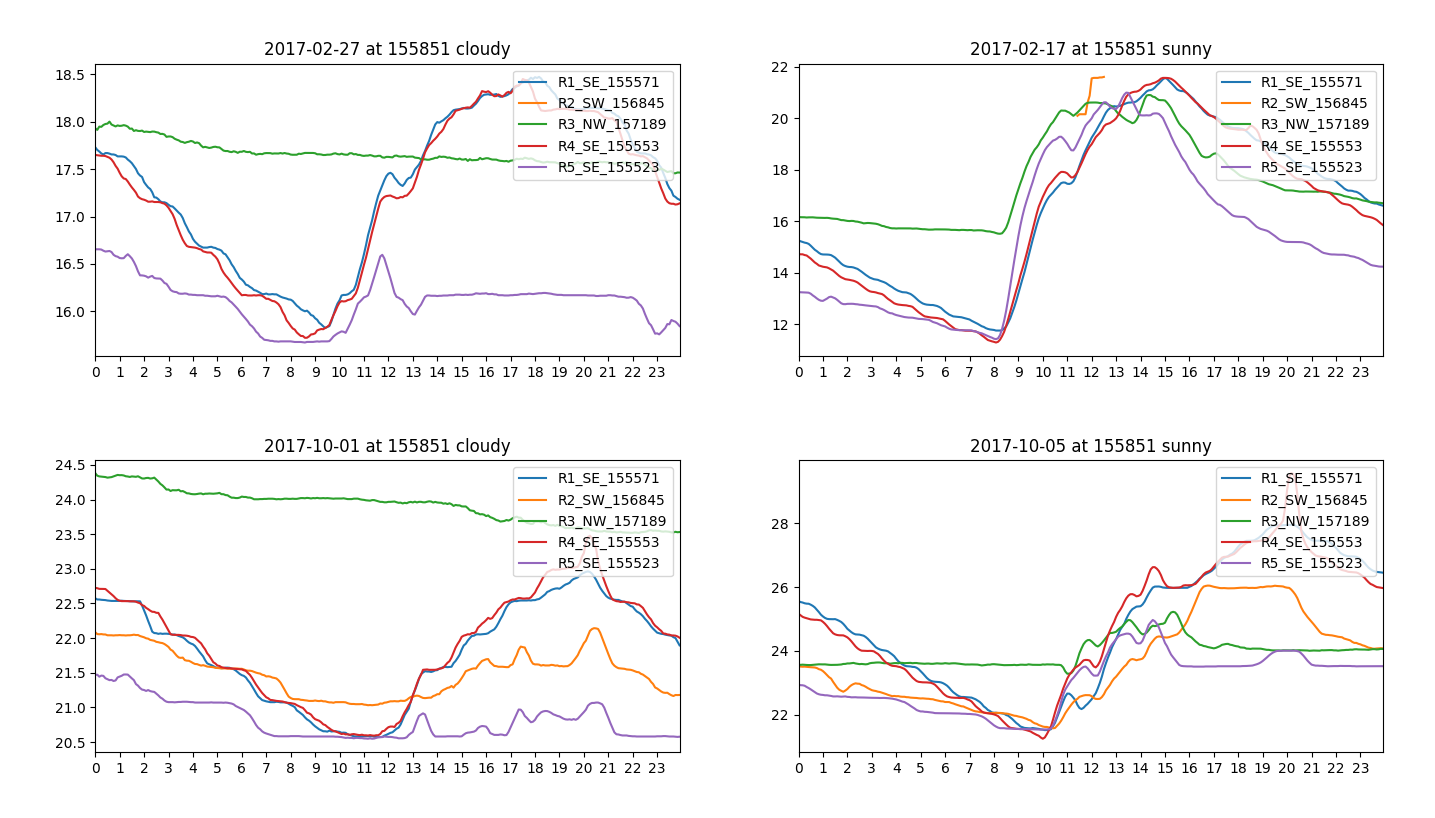 2017-02-27 at 155851 cloudy
18.5
18.0
17.5
17.0
16.5
16.0
0 1 2 3 4 5 6 7 8 9 10 11 12 13 14 15 16 17 18 19 20 21 22 23
R1_SE_155571
R2_SW_156845
R3_NW_157189
R4_SE_155553
R5_SE_155523
2017-02-17 at 155851 sunny
22
20
18
16
14
12
0 1 2 3 4 5 6 7 8 9 10 11 12 13 14 15 16 17 18 19 20 21 22 23
R1_SE_155571
R2_SW_156845
R3_NW_157189
R4_SE_155553
R5_SE_155523
2017-10-01 at 155851 cloudy
24.5
24.0
23.5
23.0
22.5
22.0
21.5
21.0
20.5
0 1 2 3 4 5 6 7 8 9 10 11 12 13 14 15 16 17 18 19 20 21 22 23
R1_SE_155571
R2_SW_156845
R3_NW_157189
R4_SE_155553
R5_SE_155523
2017-10-05 at 155851 sunny
28
26
24
22
0 1 2 3 4 5 6 7 8 9 10 11 12 13 14 15 16 17 18 19 20 21 22 23
R1_SE_155571
R2_SW_156845
R3_NW_157189
R4_SE_155553
R5_SE_155523